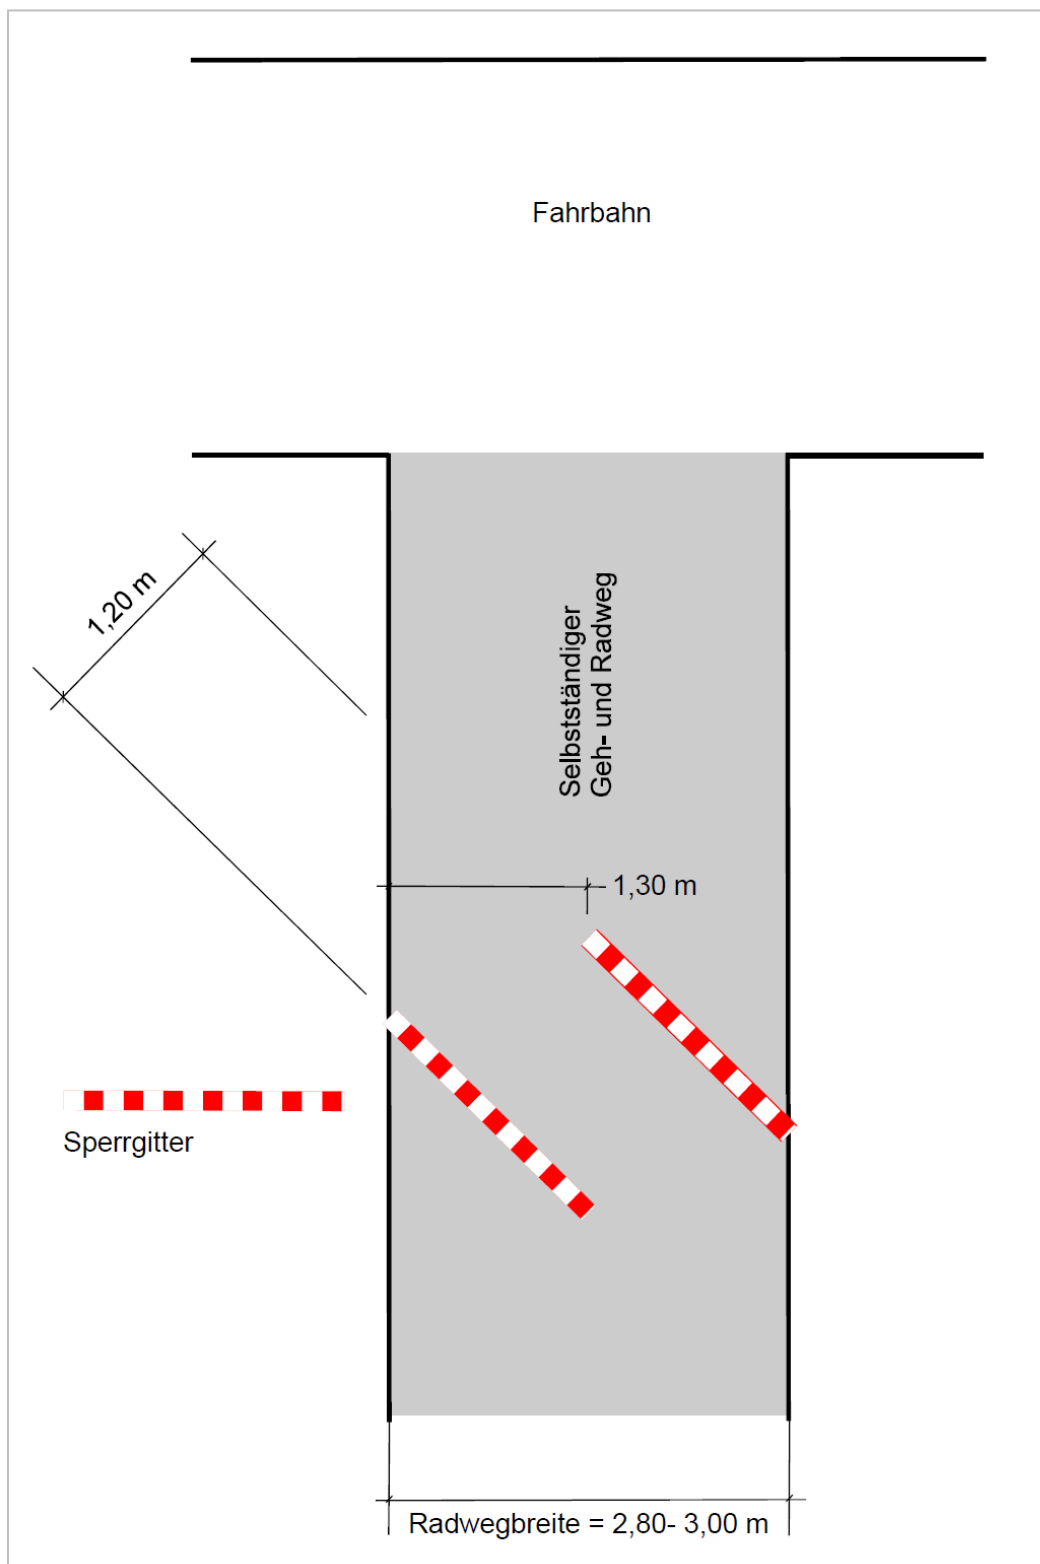 Fahrbahn
1,20 m
Selbstständiger
Geh- und Radweg
1,30 m
Sperrgitter
Radwegbreite = 2,80- 3,00 m